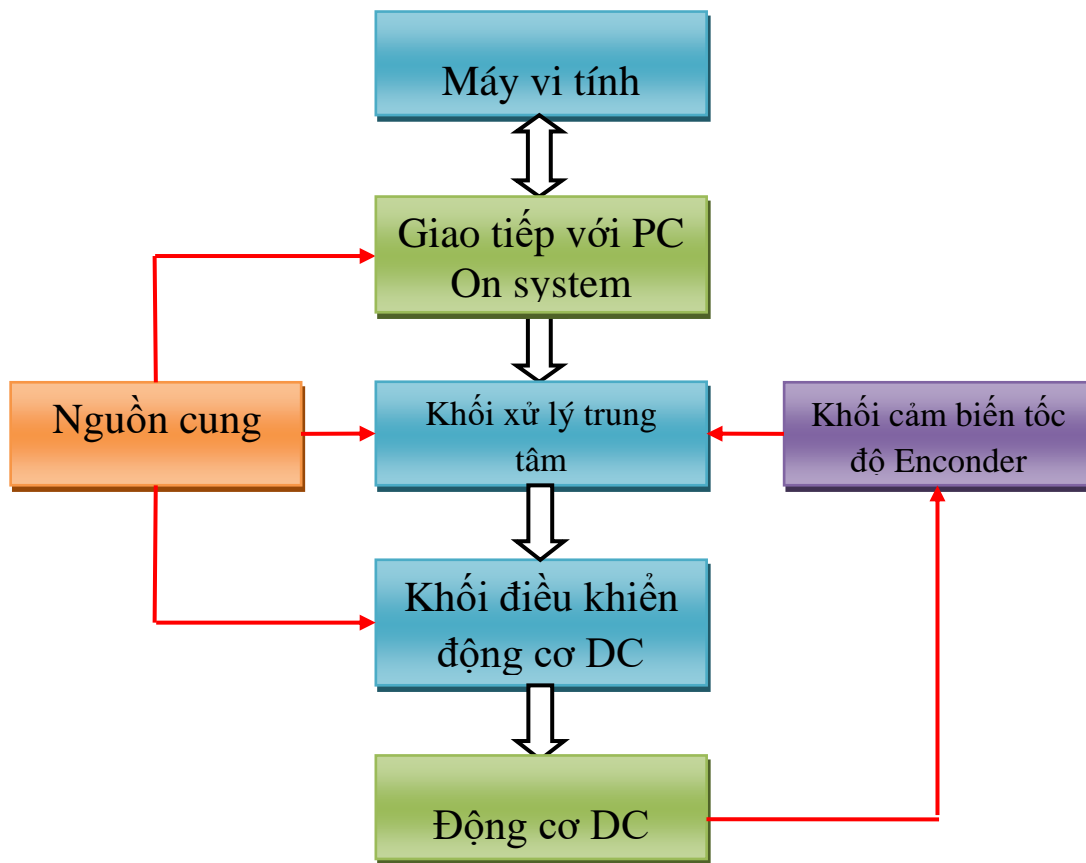 Máy vi tính
Giao tiếp với PC
On system
Nguồn cung
Khối xử lý trung
tâm
Khối cảm biến tốc
độ Enconder
Khối điều khiển
động cơ DC
Động cơ DC